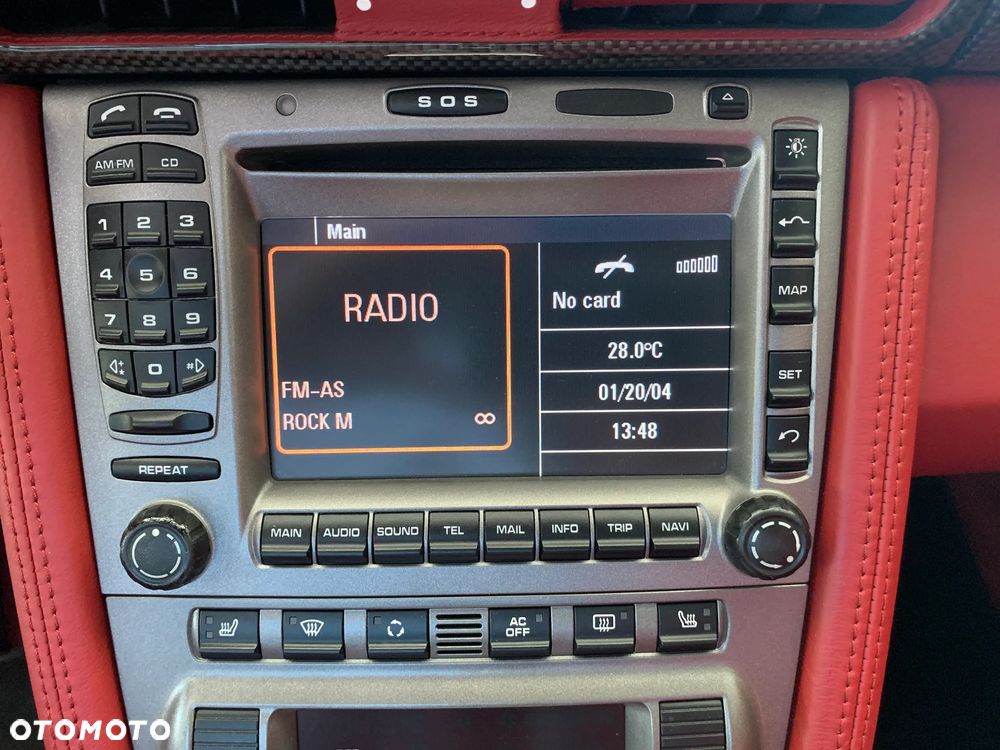 SOS
AM FM CD
1 2 3
4 5 6
7 8 9
* 0 #
REPEAT
Main
RADIO
FM-AS
ROCK M ∞
No card
28.0°C
01/20/04
13:48
MAP
SET
MAIN AUDIO SOUND TEL MAIL INFO TRIP NAVI
AC OFF
OTOMOTO